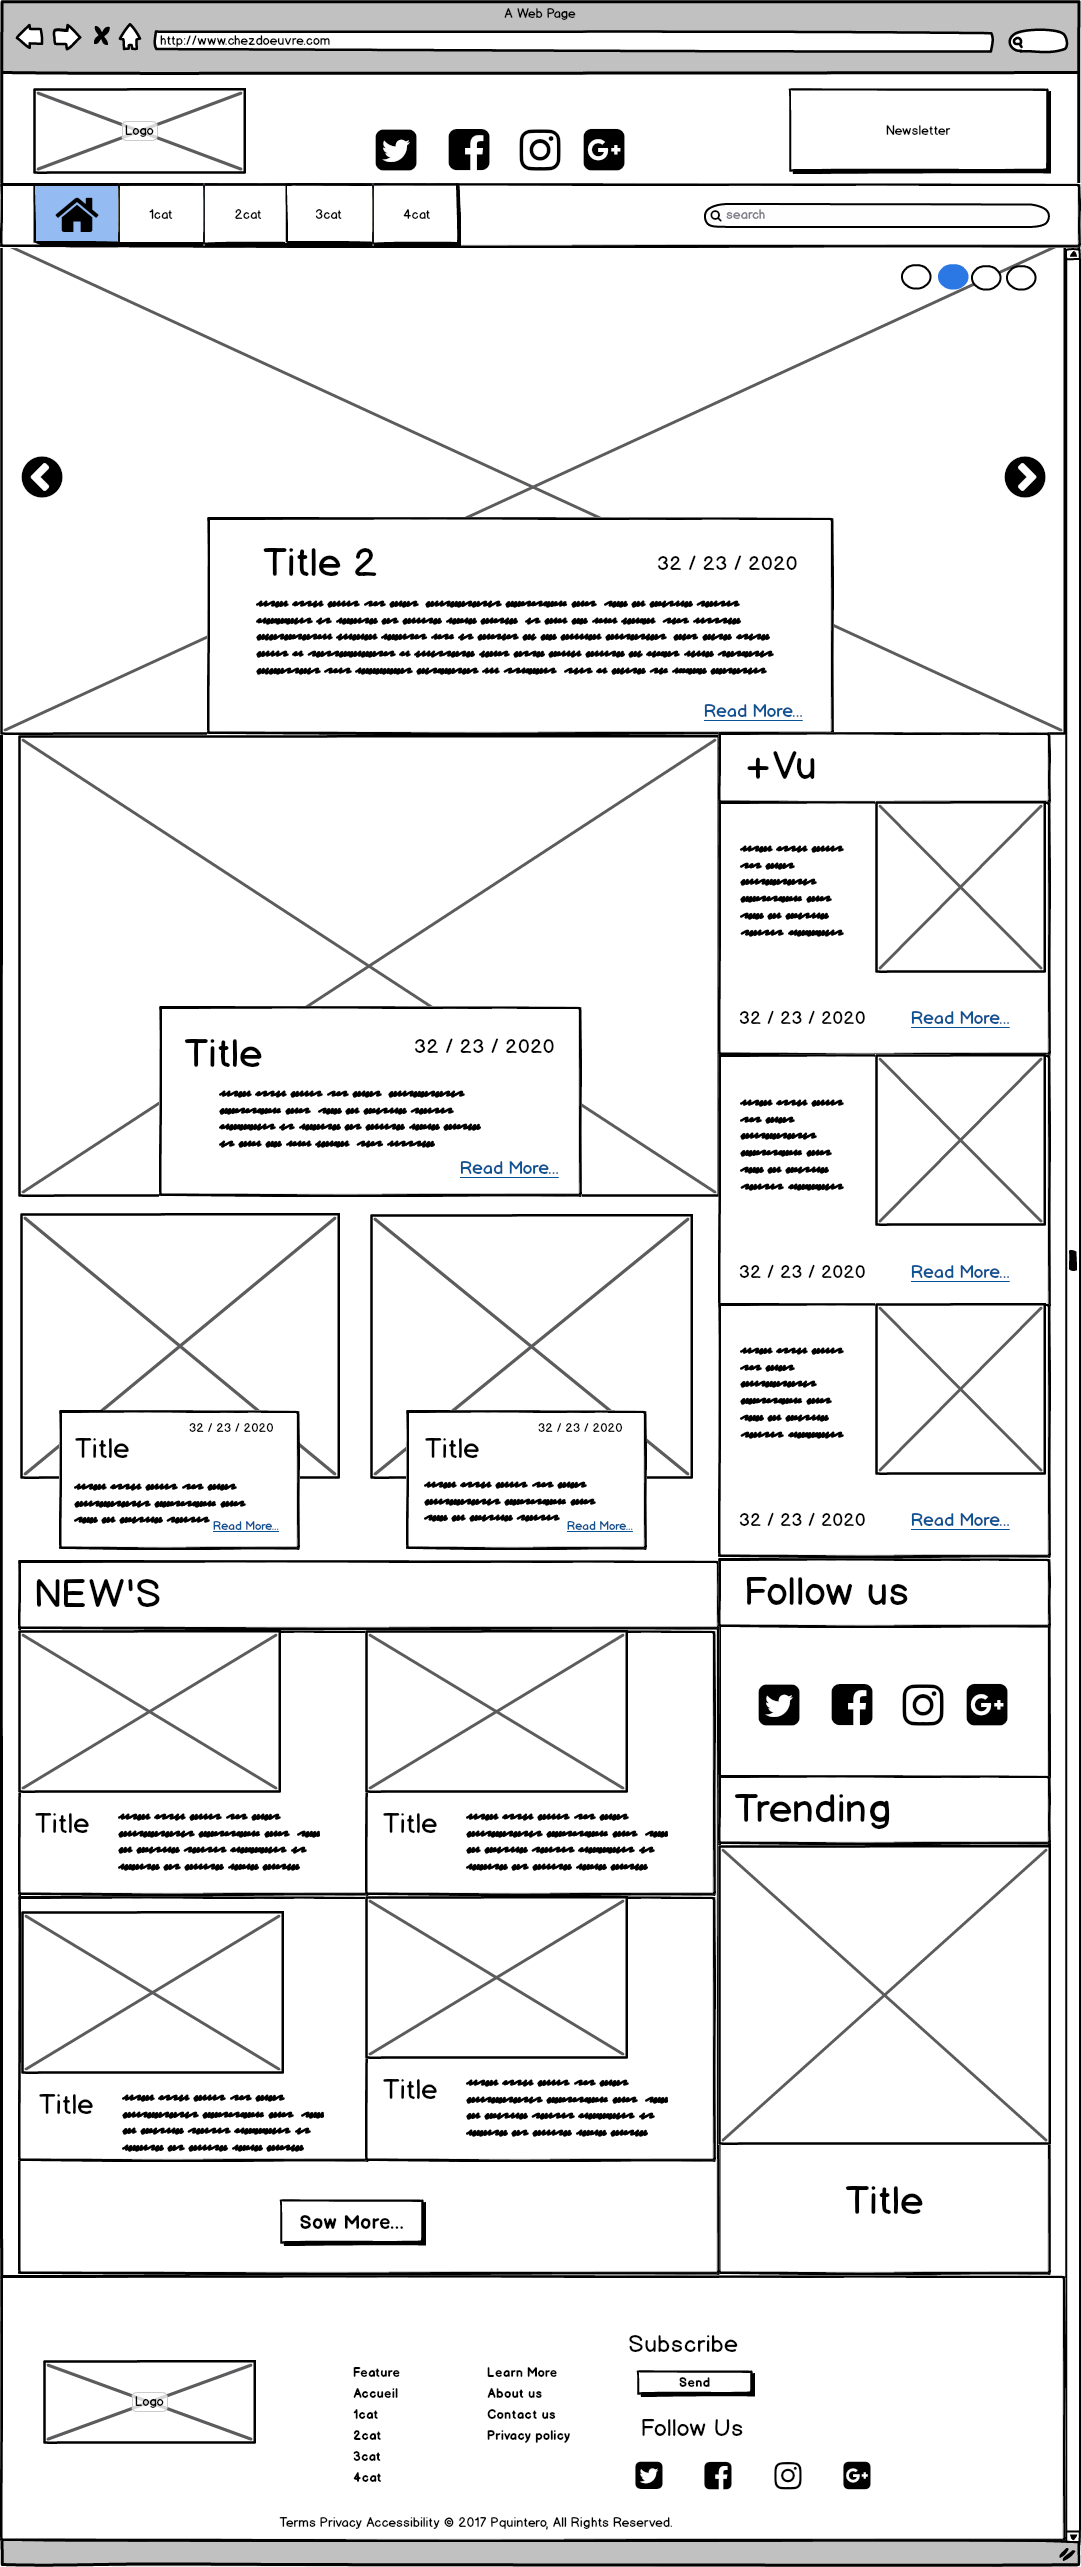 A Web Page
http://www.chezdoeuvre.com
Logo
Newsletter
1cat
2cat
3cat
4cat
search
Title 2
32 / 23 / 2020
Read More...
+Vu
32 / 23 / 2020
Read More...
Title
32 / 23 / 2020
Read More...
32 / 23 / 2020
Read More...
32 / 23 / 2020
Title
Read More...
32 / 23 / 2020
Title
Read More...
32 / 23 / 2020
Read More...
NEW'S
Follow us
Title
Title
Trending
Title
Title
Title
Sow More...
Logo
Feature
Accueil
1cat
2cat
3cat
4cat
Learn More
About us
Contact us
Privacy policy
Subscribe
Send
Follow Us
Terms Privacy Accessibility © 2017 Pquintero, All Rights Reserved.